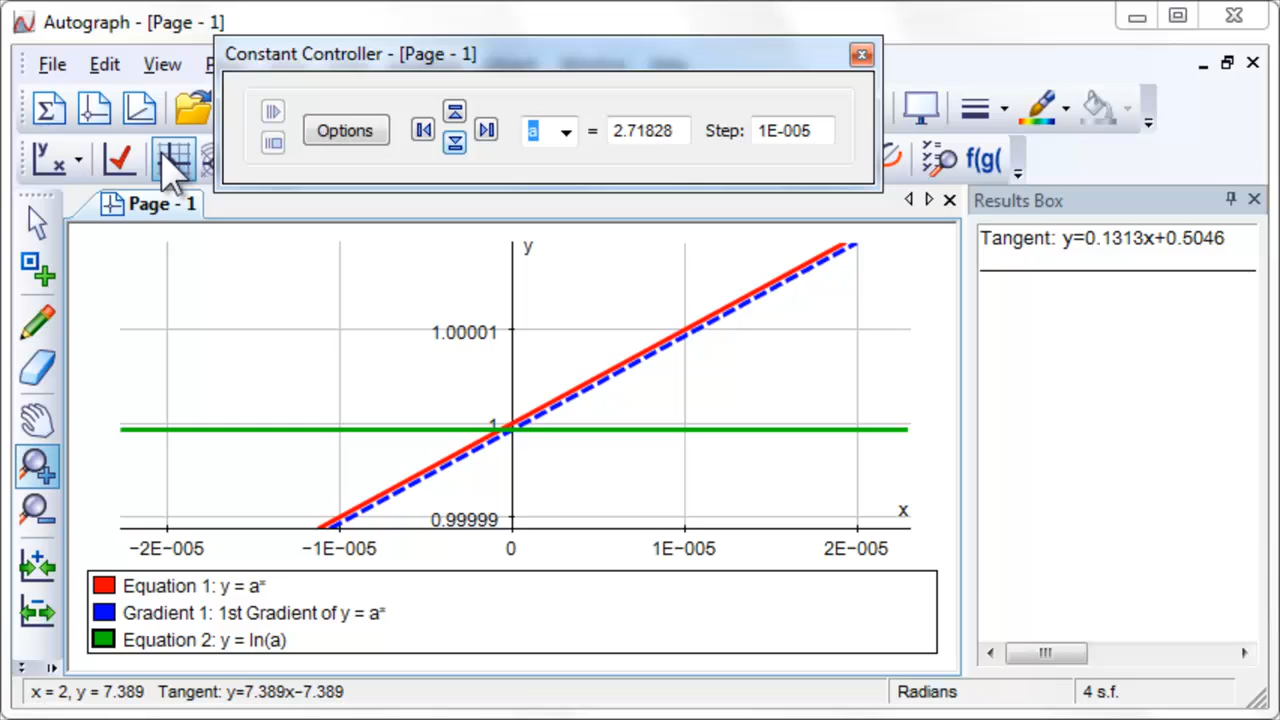 Autograph - [Page - 1]
Constant Controller - [Page - 1]
File Edit View
Options
a = 2.71828 Step: 1E-005
y x
f(g(
Page - 1
Results Box
Tangent: y=0.1313x+0.5046
y
1.00001
1
0.99999
x
−2E−005 −1E−005 0 1E−005 2E−005
Equation 1: y = aˣ
Gradient 1: 1st Gradient of y = aˣ
Equation 2: y = ln(a)
x = 2, y = 7.389 Tangent: y=7.389x−7.389
Radians
4 s.f.